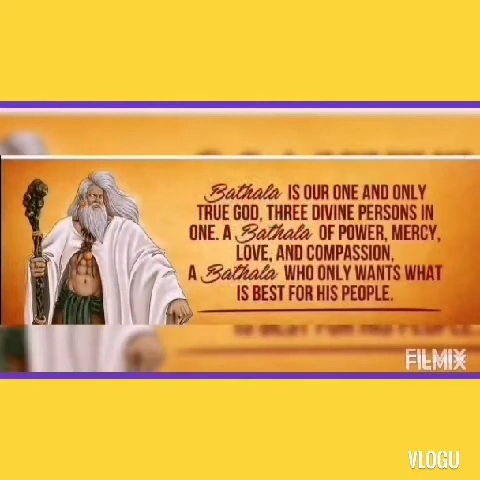 Bathala IS OUR ONE AND ONLY
TRUE GOD, THREE DIVINE PERSONS IN
ONE. A Bathala OF POWER, MERCY,
LOVE, AND COMPASSION,
A Bathala WHO ONLY WANTS WHAT
IS BEST FOR HIS PEOPLE.
FILMIX
VLOGU